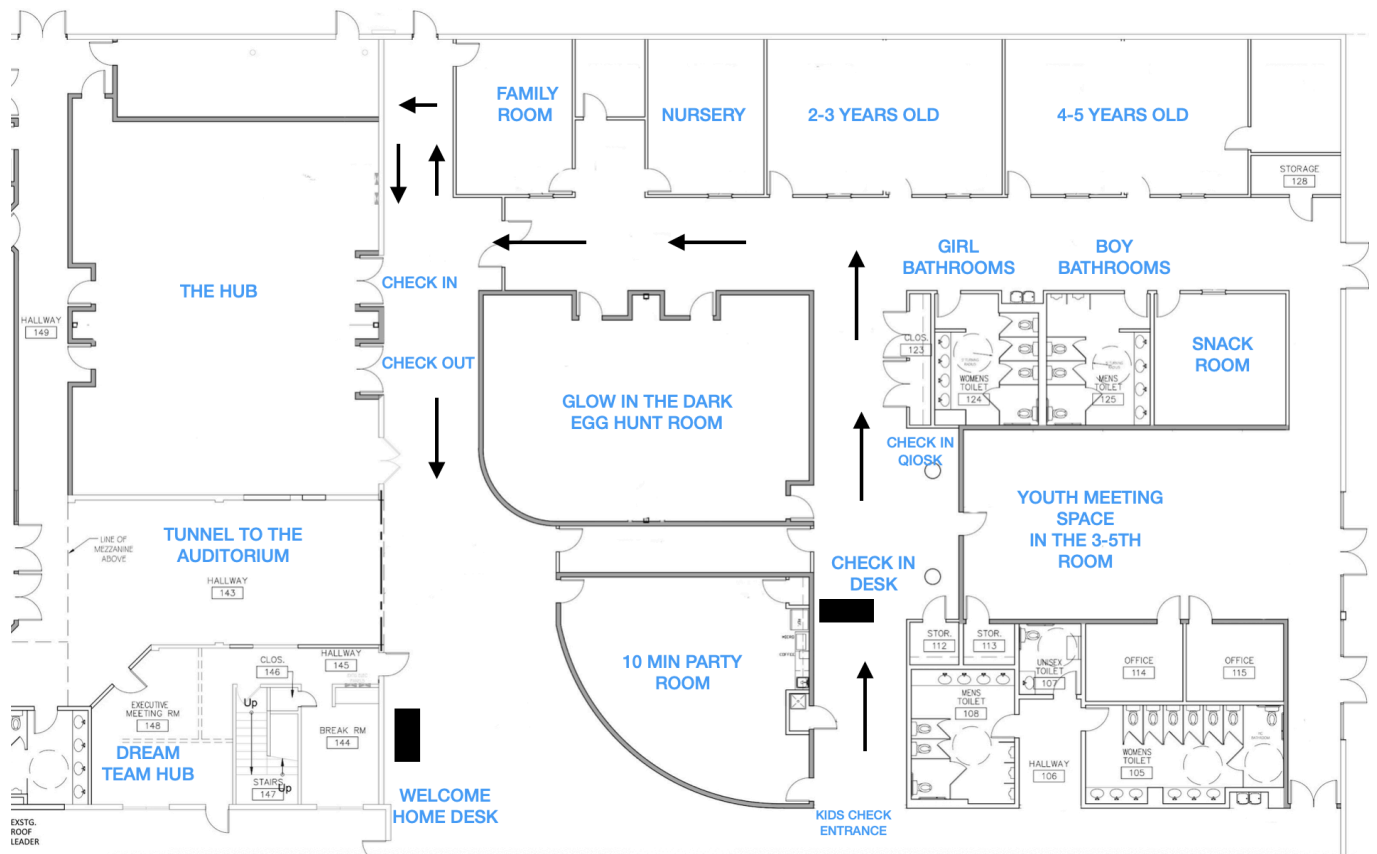 FAMILY
ROOM
NURSERY
2-3 YEARS OLD
4-5 YEARS OLD
STORAGE
128
GIRL
BATHROOMS
BOY
BATHROOMS
THE HUB
CHECK IN
HALLWAY
149
CLOS.
123
CHECK OUT
WOMENS
TOILET
124
MENS
TOILET
125
SNACK
ROOM
GLOW IN THE DARK
EGG HUNT ROOM
CHECK IN
QIOSK
YOUTH MEETING
SPACE
IN THE 3-5TH
ROOM
TUNNEL TO THE
AUDITORIUM
LINE OF
MEZZANINE
ABOVE
HALLWAY
143
CHECK IN
DESK
STOR.
112
STOR.
113
UNISEX
TOILET
107
OFFICE
114
OFFICE
115
HALLWAY
145
CLOS.
146
10 MIN PARTY
ROOM
COFFEE
Up
EXECUTIVE
MEETING RM
148
BREAK RM
144
MENS
TOILET
108
DREAM
TEAM HUB
STAIRS
147
Up
HALLWAY
106
WOMENS
TOILET
105
WELCOME
HOME DESK
KIDS CHECK
ENTRANCE
EXSTG.
ROOF
LEADER